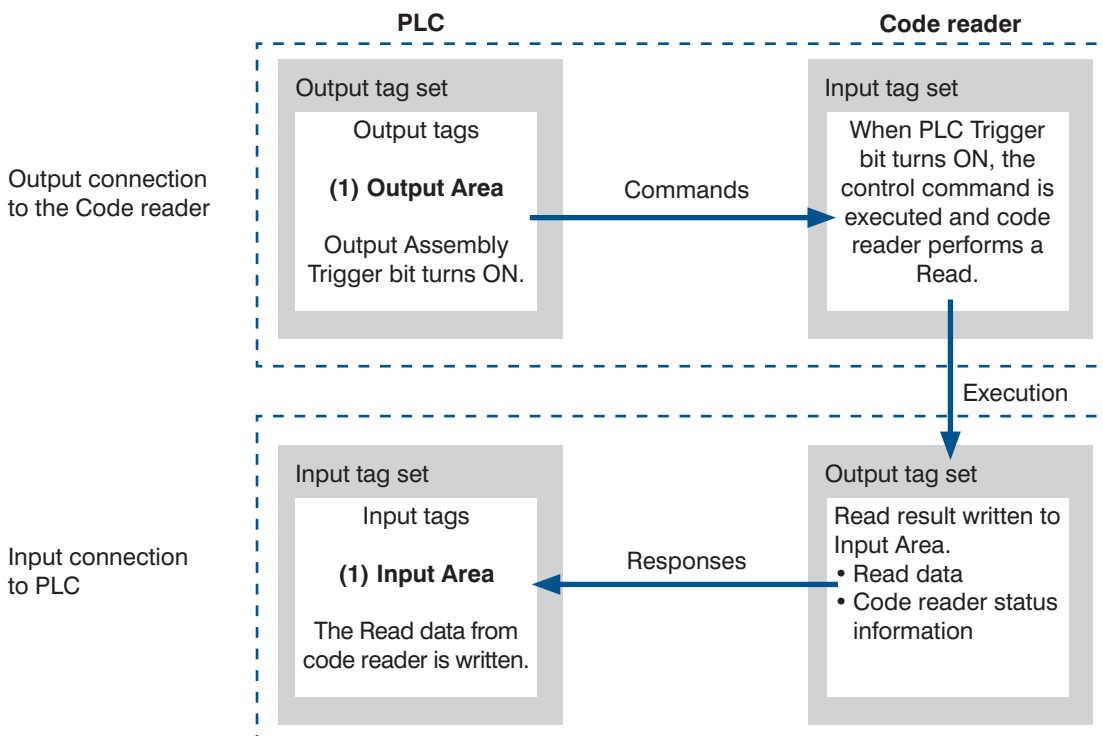 PLC
Code reader
Output connection
to the Code reader
Output tag set
Output tags
(1) Output Area
Output Assembly
Trigger bit turns ON.
Commands
Input tag set
When PLC Trigger
bit turns ON, the
control command is
executed and code
reader performs a
Read.
Execution
Input connection
to PLC
Input tag set
Input tags
(1) Input Area
The Read data from
code reader is written.
Responses
Output tag set
Read result written to
Input Area.
• Read data
• Code reader status
information